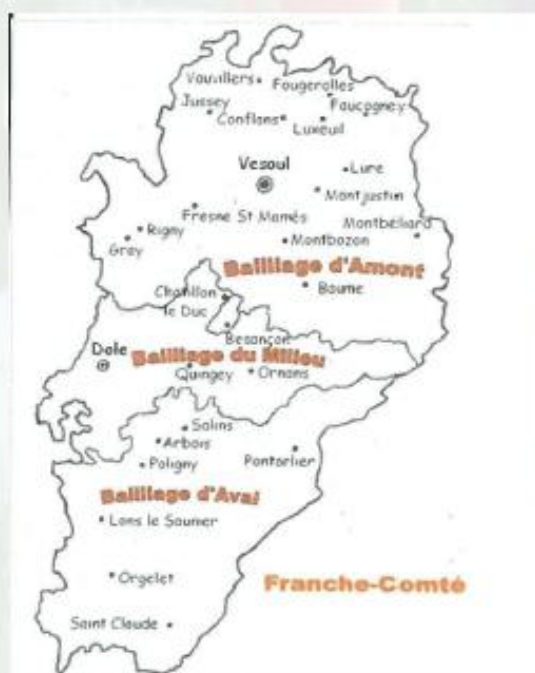 Vauvillers
Fougerolles
Jussey
Faucogney
Conflans
Luxeuil
Vesoul
Lure
Montjustin
Fresne St Mamés
Montbéliard
Rigny
Gray
Montbozon
Bailliage d'Amont
Baume
Chatillon
le Duc
Besançon
Dole
Bailliage du Milieu
Quingey
Ornans
Salins
Arbois
Poligny
Pontarlier
Bailliage d'Aval
Lons le Saunier
Orgelet
Franche-Comté
Saint Claude